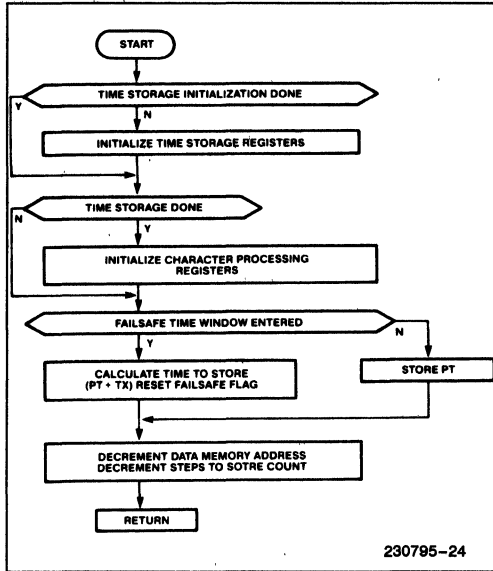 START
TIME STORAGE INITIALIZATION DONE
Y
N
INITIALIZE TIME STORAGE REGISTERS
TIME STORAGE DONE
N
Y
INITIALIZE CHARACTER PROCESSING
REGISTERS
FAILSAFE TIME WINDOW ENTERED
N
Y
CALCULATE TIME TO STORE
(PT + TX) RESET FAILSAFE FLAG
STORE PT
DECREMENT DATA MEMORY ADDRESS
DECREMENT STEPS TO SOTRE COUNT
RETURN
230795-24